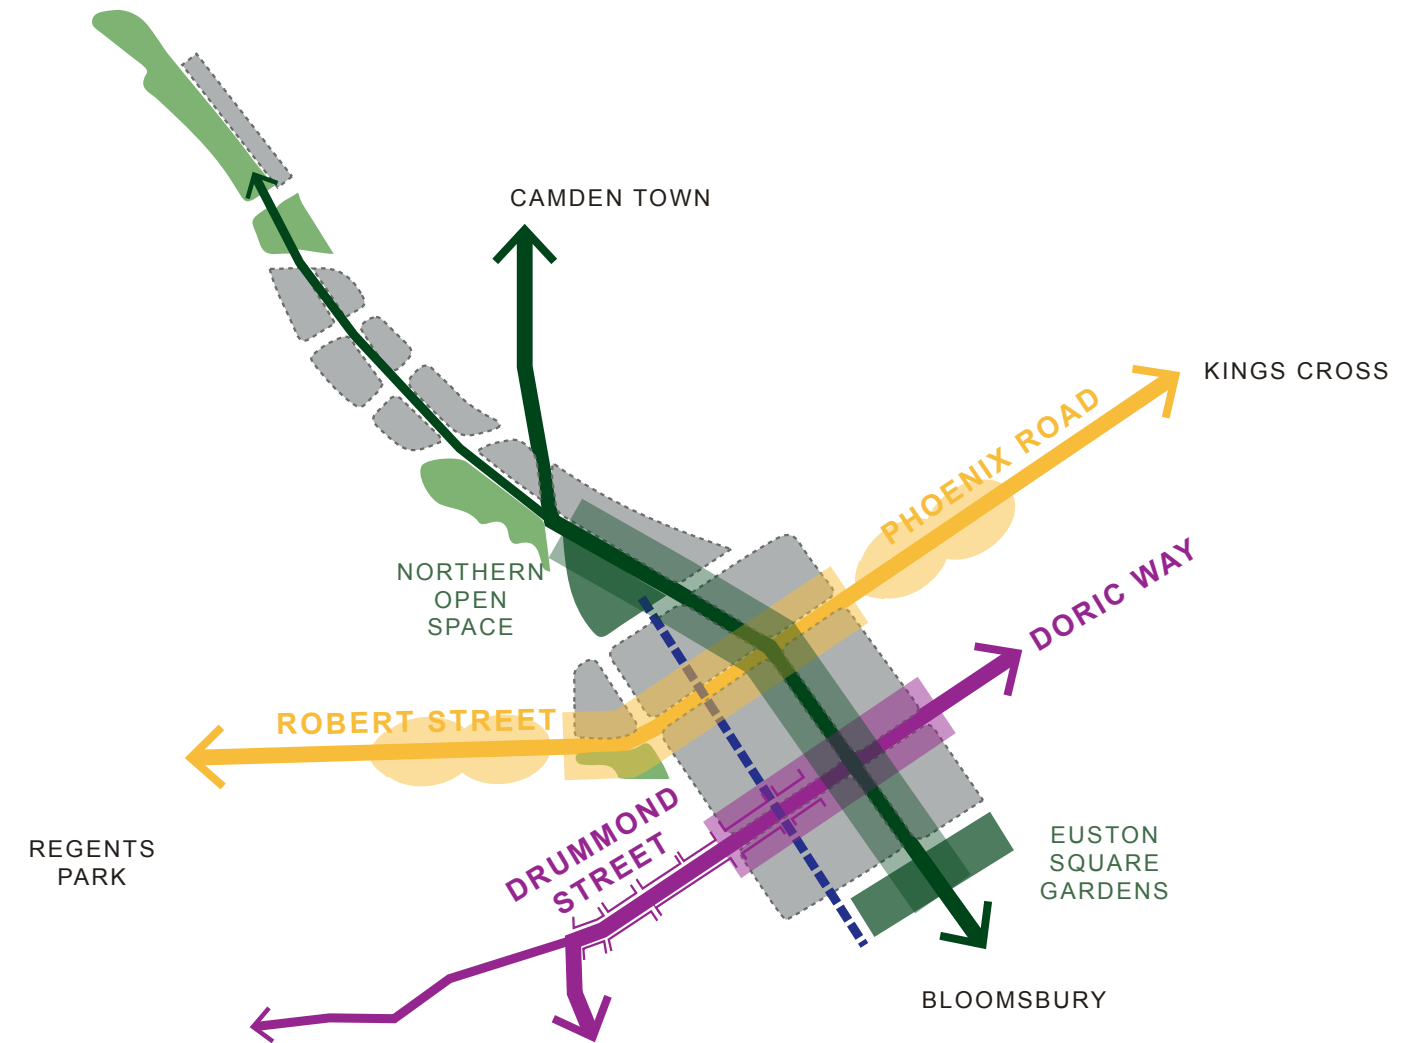 CAMDEN TOWN
KINGS CROSS
PHOENIX ROAD
DORIC WAY
NORTHERN
OPEN
SPACE
ROBERT STREET
DRUMMOND
STREET
REGENTS
PARK
EUSTON
SQUARE
GARDENS
BLOOMSBURY